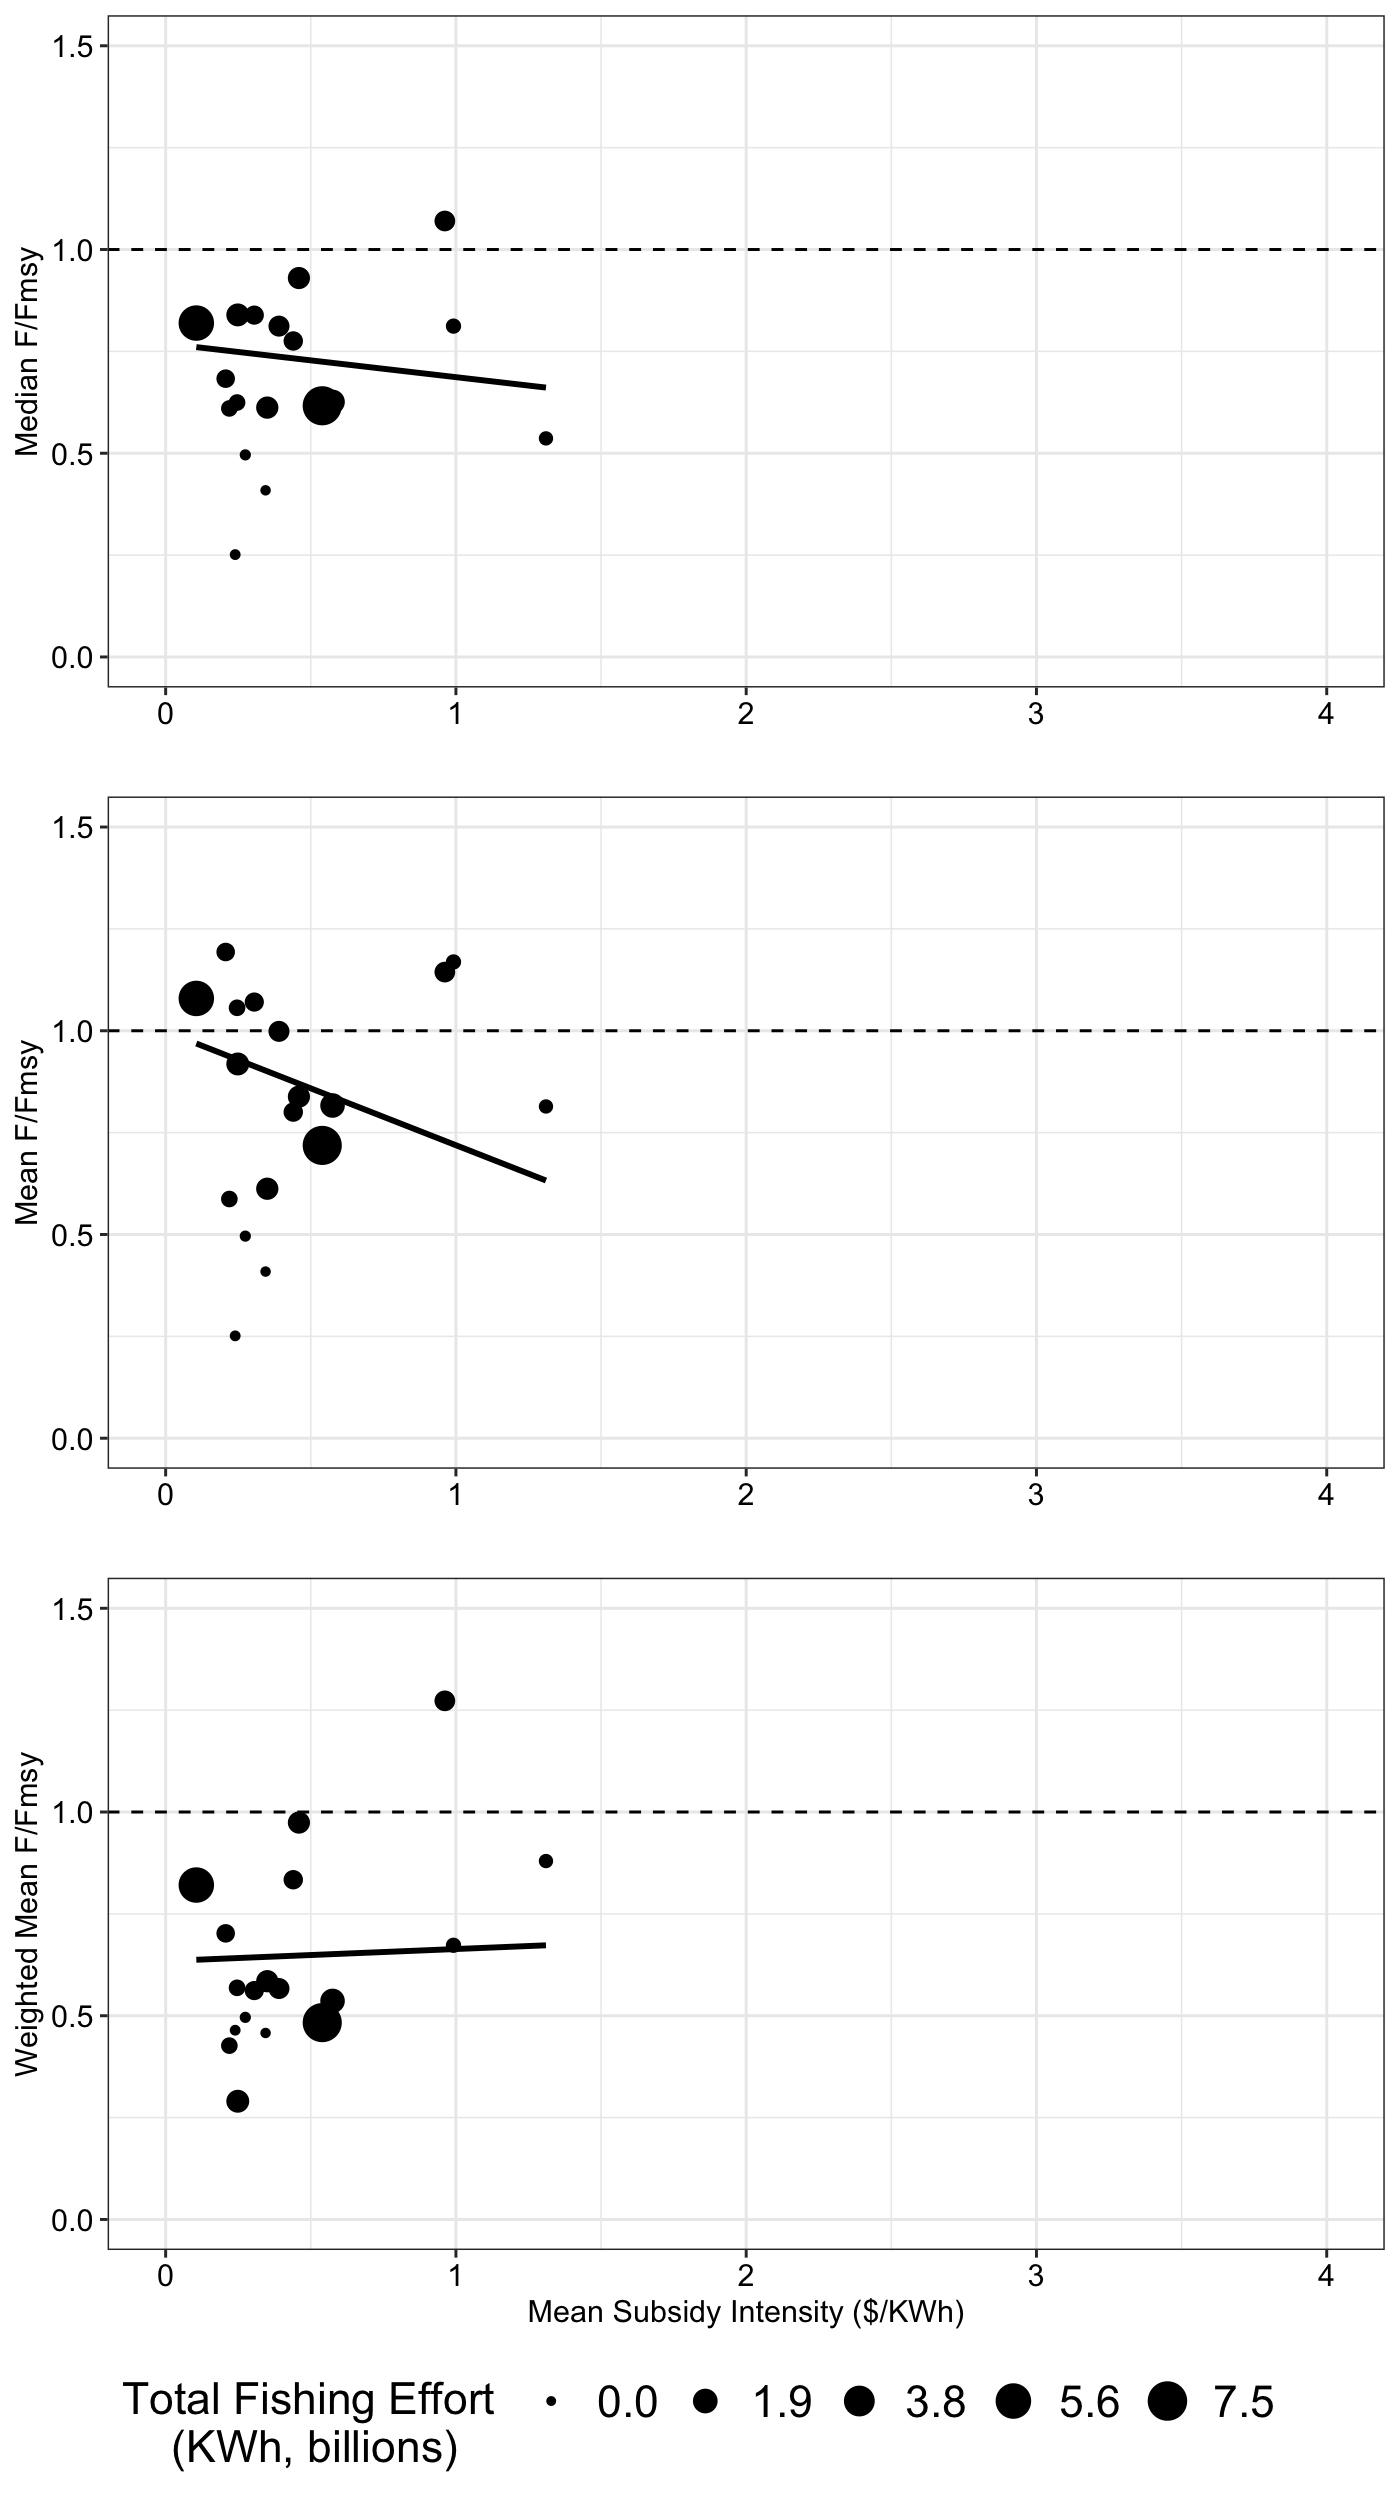 1.5
1.0
0.5
0.0
Median F/Fmsy
0 1 2 3 4
1.5
1.0
0.5
0.0
Mean F/Fmsy
0 1 2 3 4
1.5
1.0
0.5
0.0
Weighted Mean F/Fmsy
0 1 2 3 4
Mean Subsidy Intensity ($/KWh)
Total Fishing Effort
(KWh, billions)
0.0 1.9 3.8 5.6 7.5